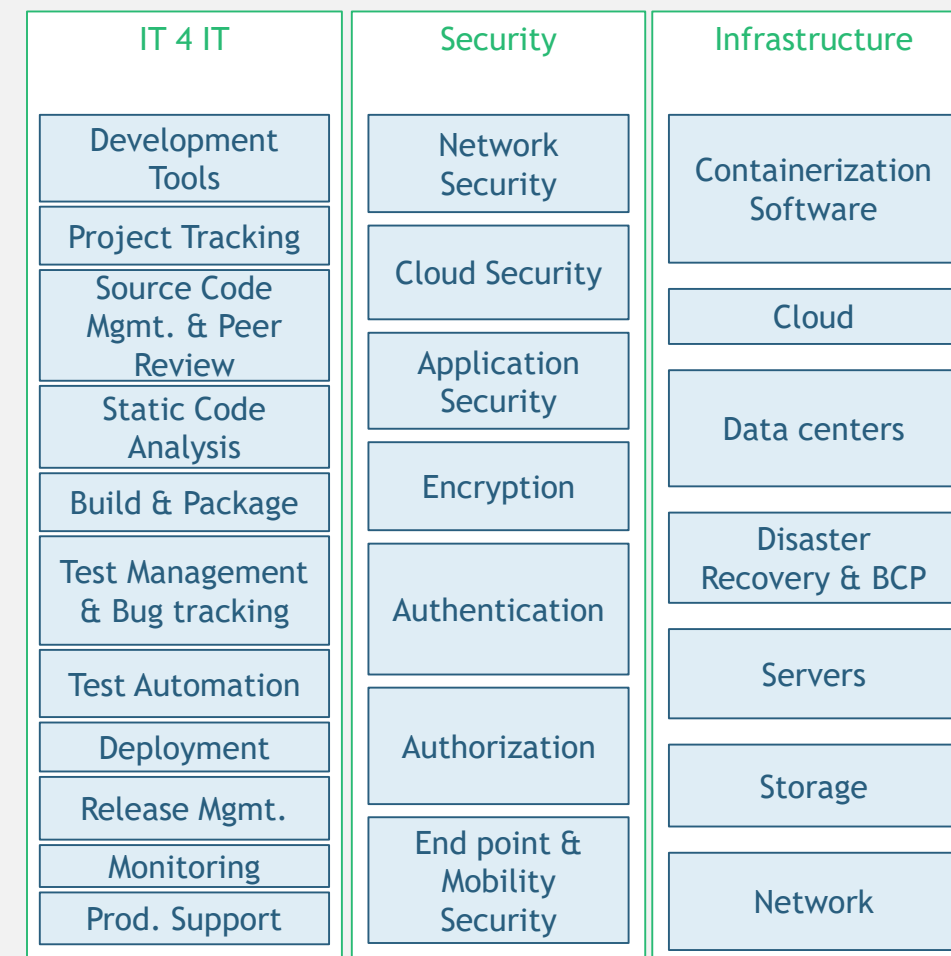 IT 4 IT
Development
Tools
Project Tracking
Source Code
Mgmt. & Peer
Review
Static Code
Analysis
Build & Package
Test Management
& Bug tracking
Test Automation
Deployment
Release Mgmt.
Monitoring
Prod. Support
Security
Network
Security
Cloud Security
Application
Security
Encryption
Authentication
Authorization
End point &
Mobility
Security
Infrastructure
Containerization
Software
Cloud
Data centers
Disaster
Recovery & BCP
Servers
Storage
Network